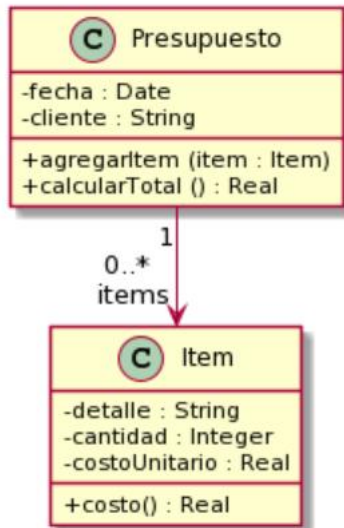 C Presupuesto
-fecha : Date
-cliente : String
+agregarItem (item : Item)
+calcularTotal () : Real
1
0..*
items
C Item
-detalle : String
-cantidad : Integer
-costoUnitario : Real
+costo() : Real